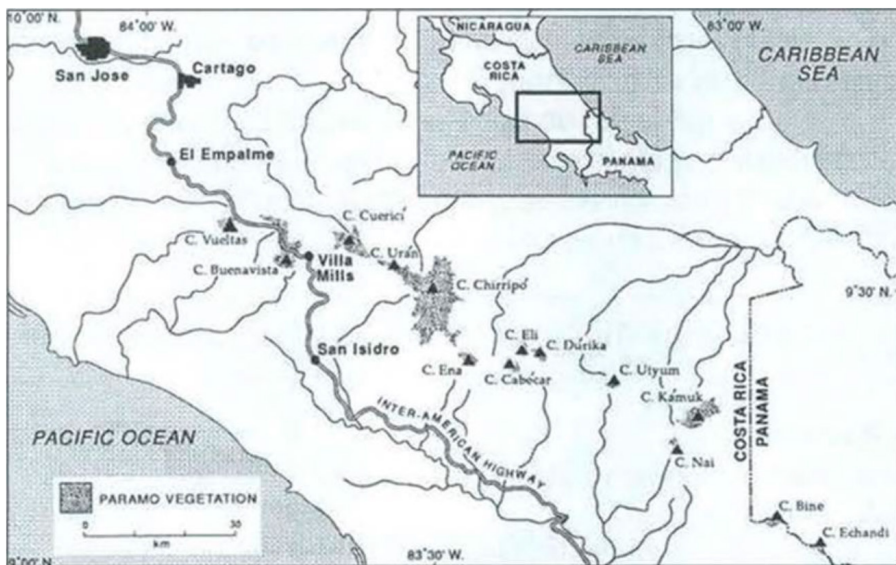 10°00' N.
84°00' W.
83°00' W.
NICARAGUA
COSTA
RICA
CARIBBEAN
SEA
PACIFIC
OCEAN
PANAMA
CARIBBEAN
SEA
San Jose
Cartago
El Empalme
C. Vueltas
C. Buenavista
Villa
Mills
C. Cuericí
C. Urán
C. Chirripó
9°30' N.
San Isidro
C. Ena
C. Eli
C. Dúrika
C. Cabécar
C. Utyum
C. Kámuk
C. Nai
COSTA RICA
PANAMA
INTER-AMERICAN HIGHWAY
PACIFIC OCEAN
PARAMO VEGETATION
0
30
km
C. Bine
C. Echandi
9°00' N.
83°30' W.